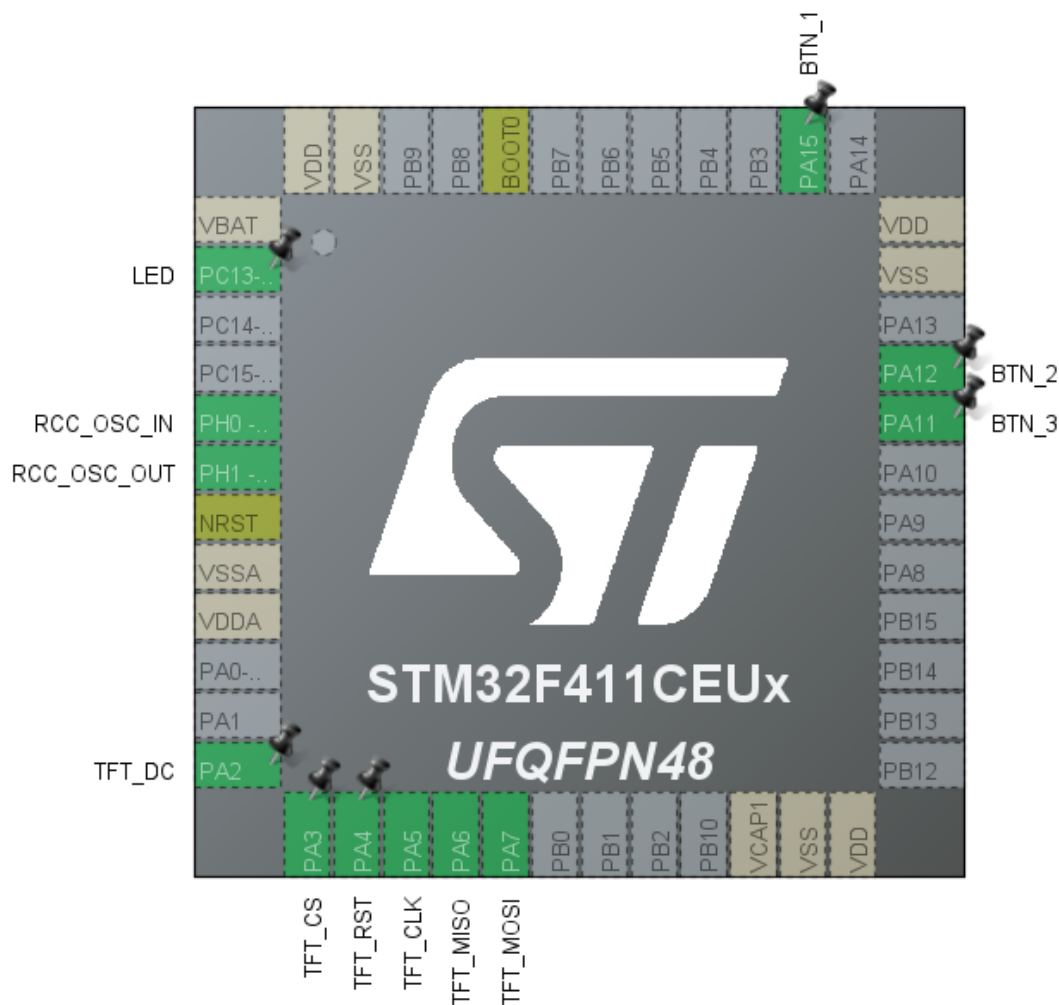 BTN_1
VDD
VSS
PB9
PB8
BOOT0
PB7
PB6
PB5
PB4
PB3
PA15
PA14
VBAT
VDD
LED PC13-..
VSS
PC14-..
PA13
PC15-..
PA12 BTN_2
RCC_OSC_IN PH0 -..
PA11 BTN_3
RCC_OSC_OUT PH1 -..
PA10
NRST
PA9
VSSA
PA8
VDDA
PB15
PA0-..
PB14
PA1
PB13
TFT_DC PA2
PB12
ST
STM32F411CEUx
UFQFPN48
PA3
PA4
PA5
PA6
PA7
PB0
PB1
PB2
PB10
VCAP1
VSS
VDD
TFT_CS
TFT_RST
TFT_CLK
TFT_MISO
TFT_MOSI